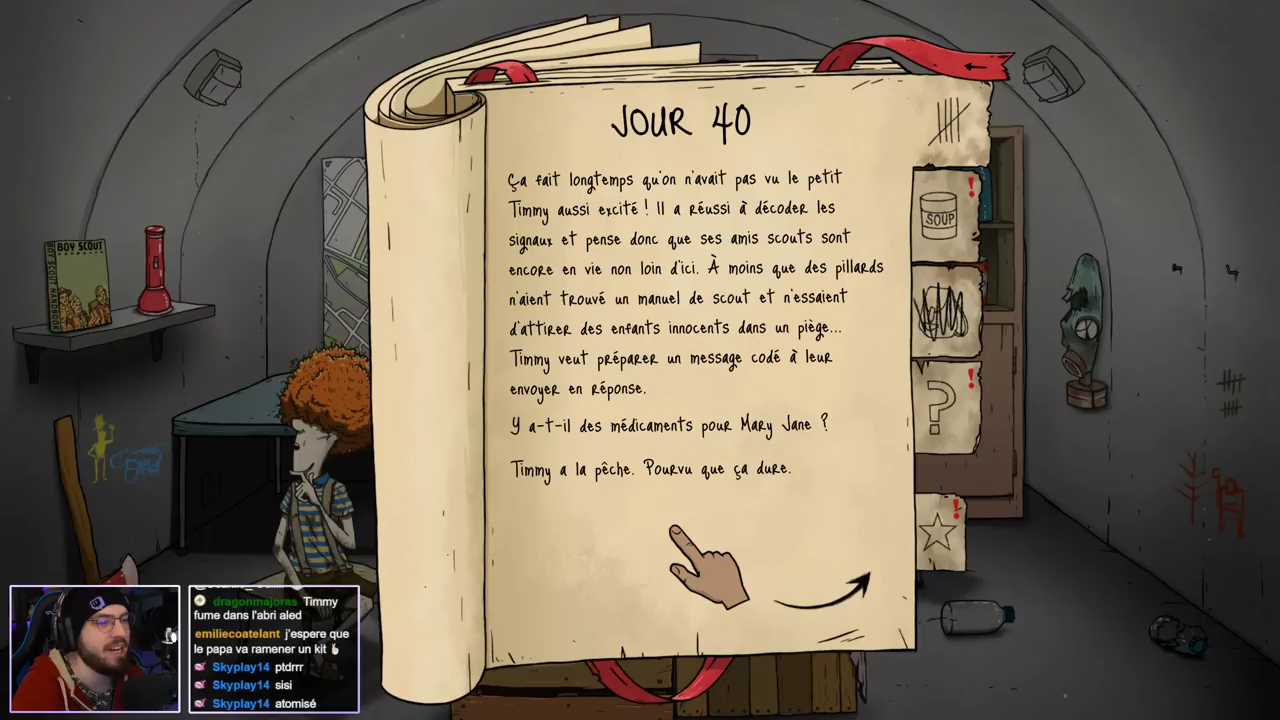 JOUR 40
Ça fait longtemps qu'on n'avait pas vu le petit
Timmy aussi excité ! Il a réussi à décoder les
signaux et pense donc que ses amis scouts sont
encore en vie non loin d'ici. À moins que des pillards
n'aient trouvé un manuel de scout et n'essaient
d'attirer des enfants innocents dans un piège...
Timmy veut préparer un message codé à leur
envoyer en réponse.
Y a-t-il des médicaments pour Mary Jane ?
Timmy a la pêche. Pourvu que ça dure.
SOUP
!
?
!
!
BOY SCOUT
BOY SCOUT HANDBOOK
dragonmajoras Timmy
fume dans l'abri aled
emiliecoatelant j'espere que
le papa va ramener un kit
Skyplay14 ptdrrr
Skyplay14 sisi
Skyplay14 atomisé